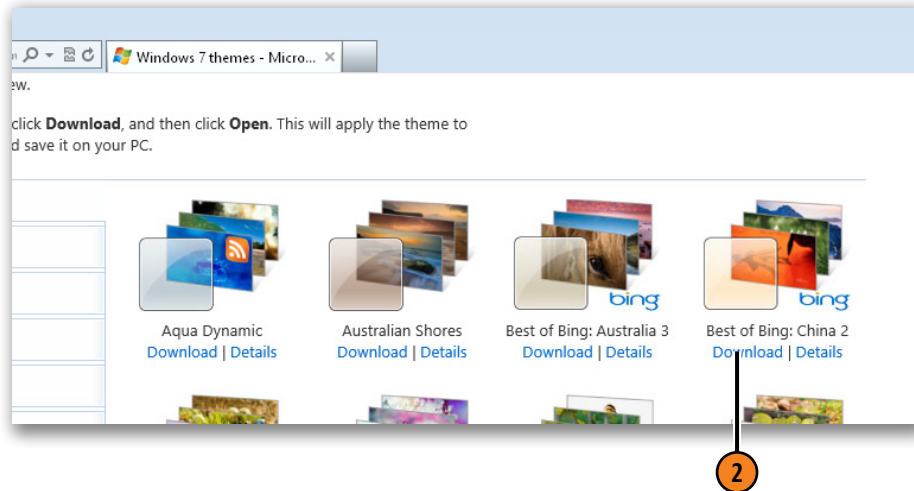 Windows 7 themes - Micro...
ew.
click Download, and then click Open. This will apply the theme to
d save it on your PC.
bing bing
Aqua Dynamic Australian Shores Best of Bing: Australia 3 Best of Bing: China 2
Download | Details Download | Details Download | Details Download | Details
2